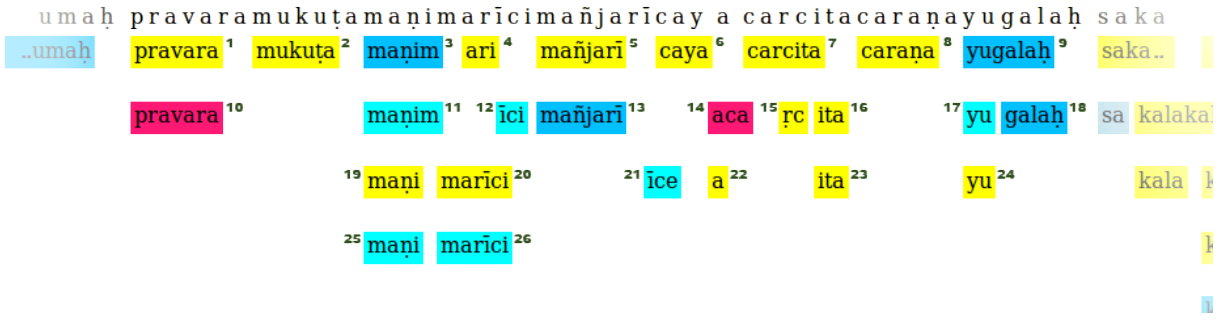 umaḥ pravaramukuṭamaṇimarīcimañjarīcay a carcitacaraṇayugalaḥ saka
..umaḥ pravara 1 mukuṭa 2 maṇim 3 ari 4 mañjarī 5 caya 6 carcita 7 caraṇa 8 yugalaḥ 9 saka..
pravara 10 maṇim 11 12 īci mañjarī 13 14 aca 15 ṛc ita 16 17 yu galaḥ 18 sa kalaka
19 maṇi marīci 20 21 īce a 22 ita 23 yu 24 kala k
25 maṇi marīci 26